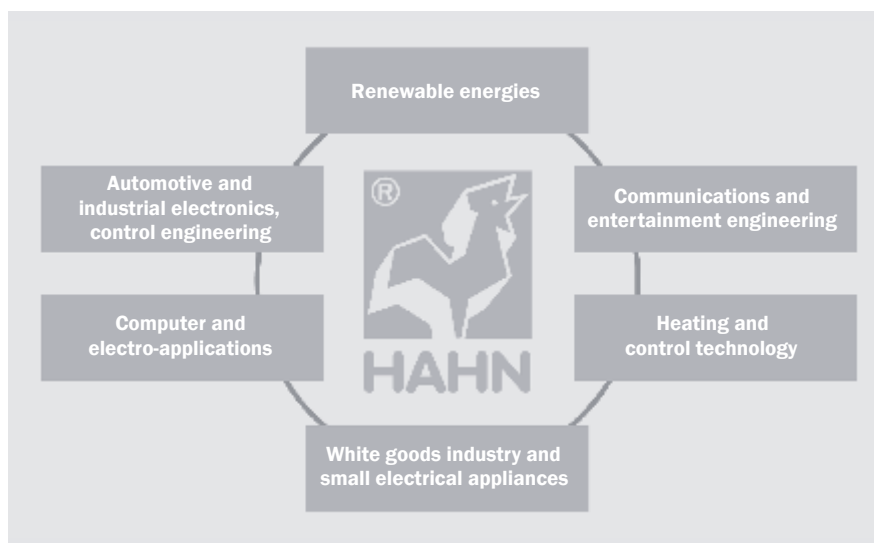 Renewable energies
Automotive and
industrial electronics,
control engineering
®
Communications and
entertainment engineering
Computer and
electro-applications
Heating and
control technology
HAHN
White goods industry and
small electrical appliances